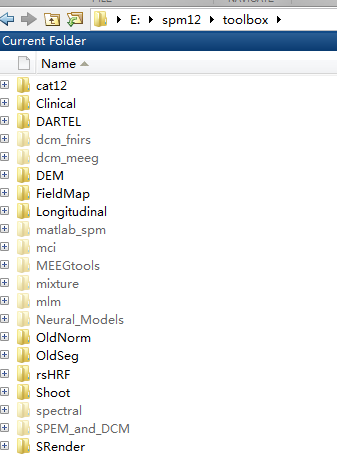 E: spm12 toolbox
Current Folder
Name
cat12
Clinical
DARTEL
dcm_fnirs
dcm_meeg
DEM
FieldMap
Longitudinal
matlab_spm
mci
MEEGtools
mixture
mlm
Neural_Models
OldNorm
OldSeg
rsHRF
Shoot
spectral
SPEM_and_DCM
SRender